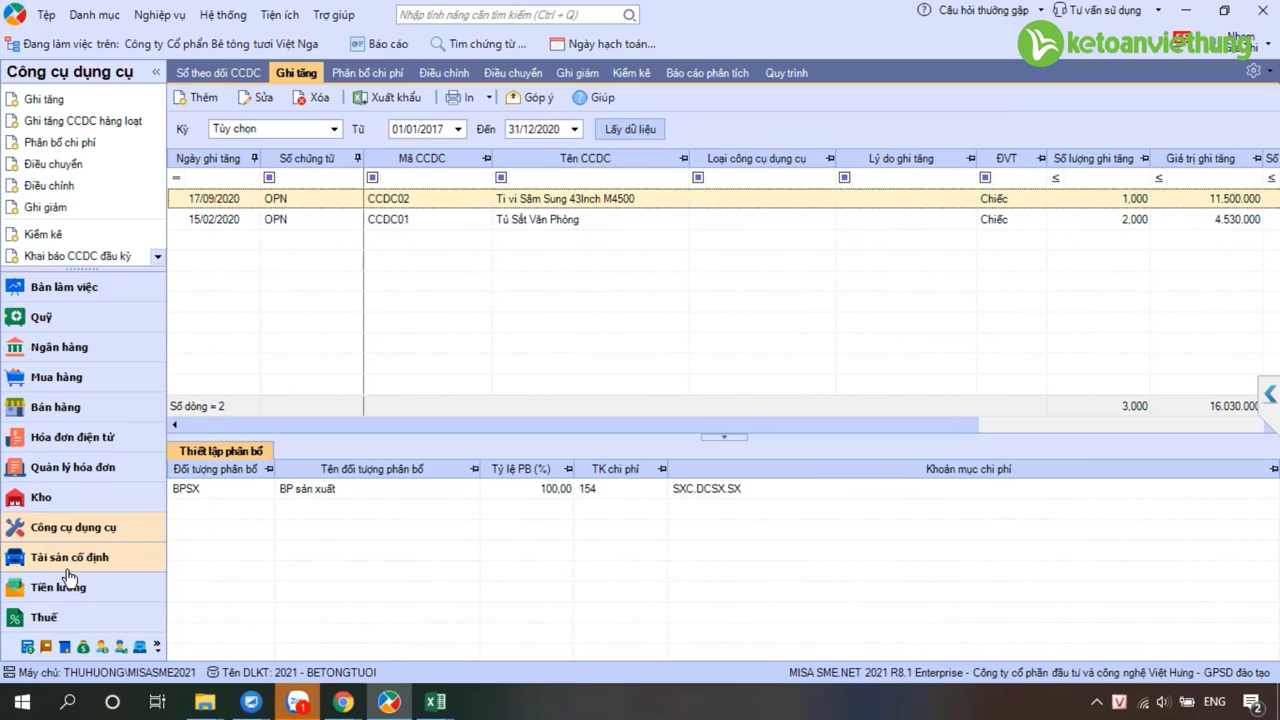 Tệp Danh mục Nghiệp vụ Hệ thống Tiện ích Trợ giúp Nhập tính năng cần tìm kiếm (Ctrl + Q) Câu hỏi thường gặp Tư vấn sử dụng
Đang làm việc trên: Công ty Cổ phần Bê tông tươi Việt Nga Báo cáo Tìm chứng từ ... Ngày hạch toán...
ketoanviethung
Công cụ dụng cụ « Sổ theo dõi CCDC Ghi tăng Phân bổ chi phí Điều chỉnh Điều chuyển Ghi giảm Kiểm kê Báo cáo phân tích Quy trình
Ghi tăng
Ghi tăng CCDC hàng loạt
Phân bổ chi phí
Điều chuyển
Điều chỉnh
Ghi giảm
Kiểm kê
Khai báo CCDC đầu kỳ
Bàn làm việc
Quỹ
Ngân hàng
Mua hàng
Bán hàng
Hóa đơn điện tử
Quản lý hóa đơn
Kho
Công cụ dụng cụ
Tài sản cố định
Tiền lương
Thuế
Thêm Sửa Xóa Xuất khẩu In Góp ý Giúp
Kỳ Tùy chọn Từ 01/01/2017 Đến 31/12/2020 Lấy dữ liệu
Ngày ghi tăng Số chứng từ Mã CCDC Tên CCDC Loại công cụ dụng cụ Lý do ghi tăng ĐVT Số lượng ghi tăng Giá trị ghi tăng Số
= ≤ ≤ ≤
17/09/2020 OPN CCDC02 Ti vi Sâm Sung 43Inch M4500 Chiếc 1,000 11.500.000
15/02/2020 OPN CCDC01 Tủ Sắt Văn Phòng Chiếc 2,000 4.530.000
Số dòng = 2 3,000 16.030.000
Thiết lập phân bổ
Đối tượng phân bổ Tên đối tượng phân bổ Tỷ lệ PB (%) TK chi phí Khoản mục chi phí
BPSX BP sản xuất 100,00 154 SXC.DCSX.SX
Máy chủ: THUHUONG\MISASME2021 Tên DLKT: 2021 - BETONGTUOI MISA SME.NET 2021 R8.1 Enterprise - Công ty cổ phần đầu tư và công nghệ Việt Hưng - GPSD đào tạo
Zalo 1 V ENG 2